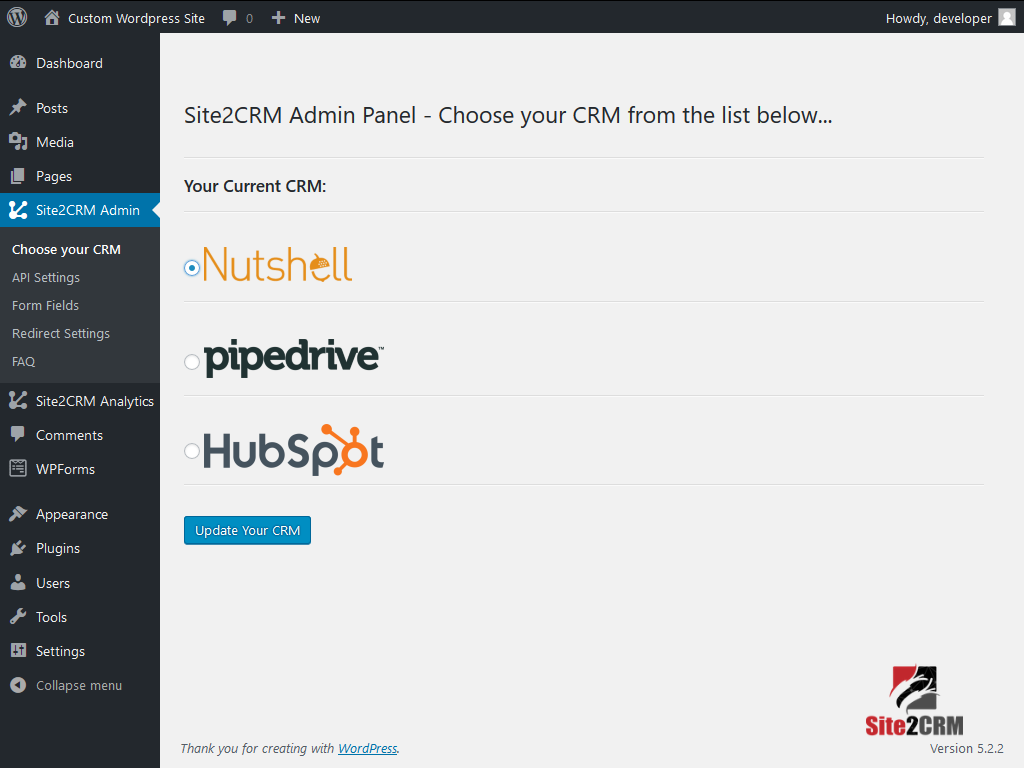 Custom Wordpress Site 0 New Howdy, developer
Dashboard
Posts
Media
Pages
Site2CRM Admin
Choose your CRM
API Settings
Form Fields
Redirect Settings
FAQ
Site2CRM Analytics
Comments
WPForms
Appearance
Plugins
Users
Tools
Settings
Collapse menu
Site2CRM Admin Panel - Choose your CRM from the list below...
Your Current CRM:
Nutshell
pipedrive™
HubSpot
Update Your CRM
Site2CRM
Thank you for creating with WordPress.
Version 5.2.2